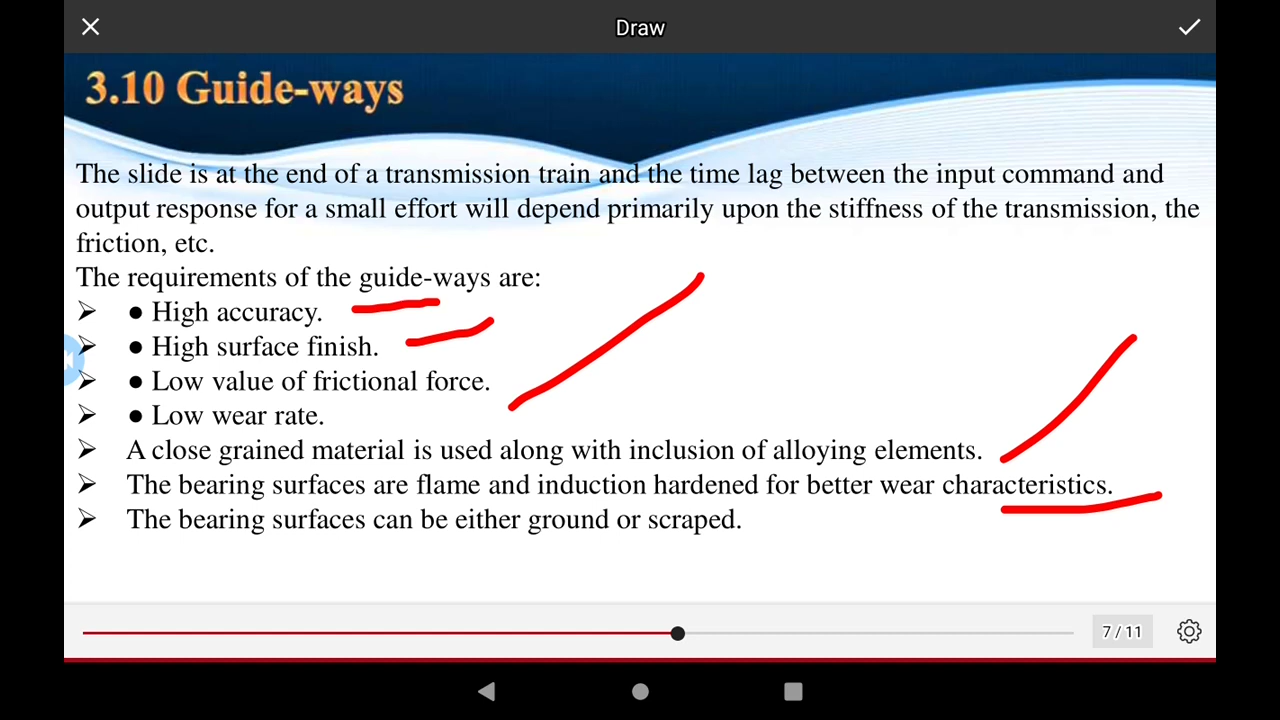 Draw
3.10 Guide-ways
The slide is at the end of a transmission train and the time lag between the input command and
output response for a small effort will depend primarily upon the stiffness of the transmission, the
friction, etc.
The requirements of the guide-ways are:
➢ ● High accuracy.
➢ ● High surface finish.
➢ ● Low value of frictional force.
➢ ● Low wear rate.
➢ A close grained material is used along with inclusion of alloying elements.
➢ The bearing surfaces are flame and induction hardened for better wear characteristics.
➢ The bearing surfaces can be either ground or scraped.
7 / 11